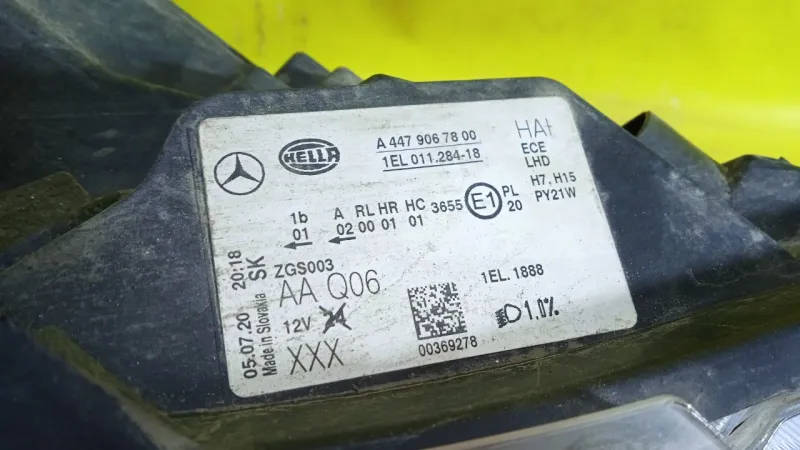 HELLA
A 447 906 78 00
1EL 011.284-18
HAŁ
ECE
LHD
H7, H15
PY21W
1b A RL HR HC 3655 E1 PL
01 02 00 01 01 20
05.07.20 20:18
Made in Slovakia SK
ZGS003
AA Q06
12V
XXX
00369278
1EL. 1888
1.0%